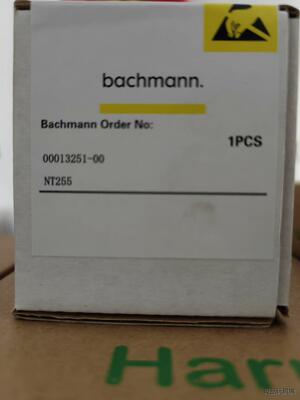 bachmann.
Bachmann Order No:
1PCS
00013251-00
NT255
Har